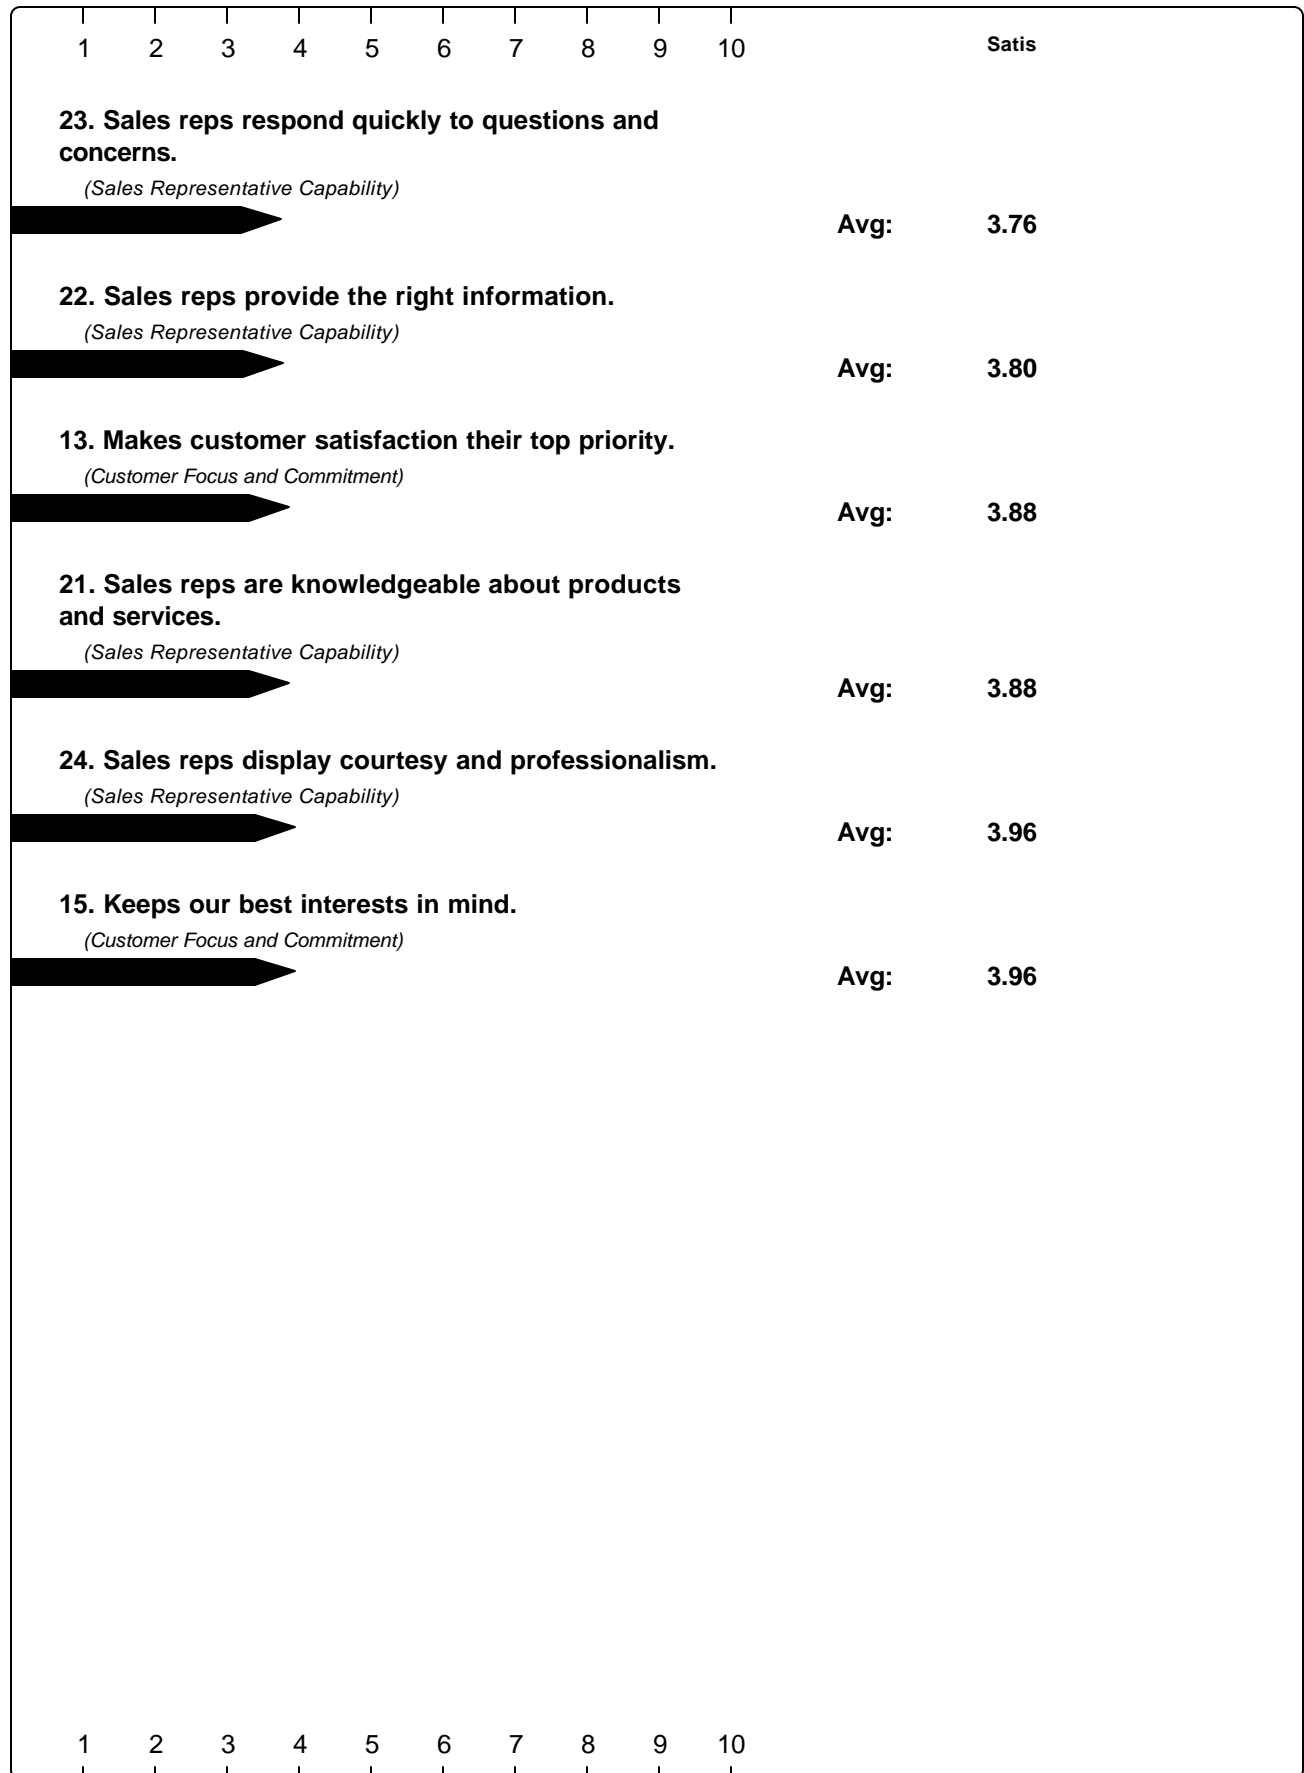 1 2 3 4 5 6 7 8 9 10 Satis
23. Sales reps respond quickly to questions and
concerns.
(Sales Representative Capability)
Avg: 3.76
22. Sales reps provide the right information.
(Sales Representative Capability)
Avg: 3.80
13. Makes customer satisfaction their top priority.
(Customer Focus and Commitment)
Avg: 3.88
21. Sales reps are knowledgeable about products
and services.
(Sales Representative Capability)
Avg: 3.88
24. Sales reps display courtesy and professionalism.
(Sales Representative Capability)
Avg: 3.96
15. Keeps our best interests in mind.
(Customer Focus and Commitment)
Avg: 3.96
1 2 3 4 5 6 7 8 9 10